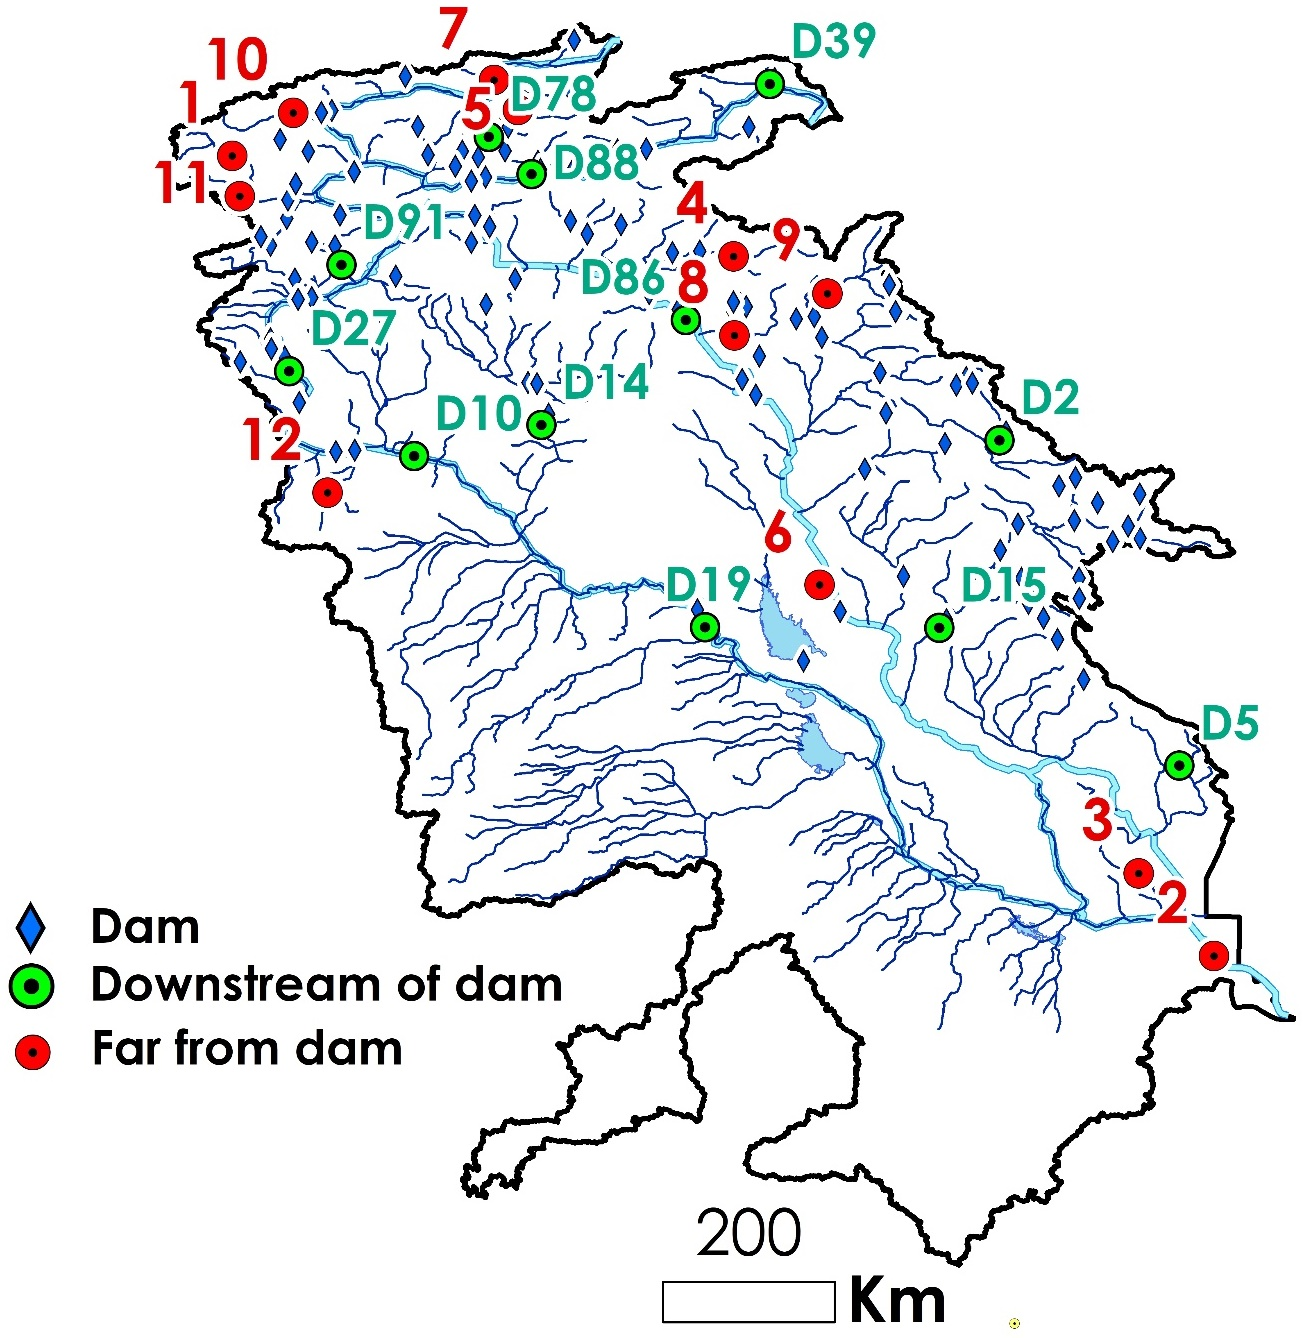 7
D39
10
1
5
D78
D88
11
4
D91
9
D86
8
D27
D14
D10
D2
12
6
D19
D15
D5
3
2
Dam
Downstream of dam
Far from dam
200
Km